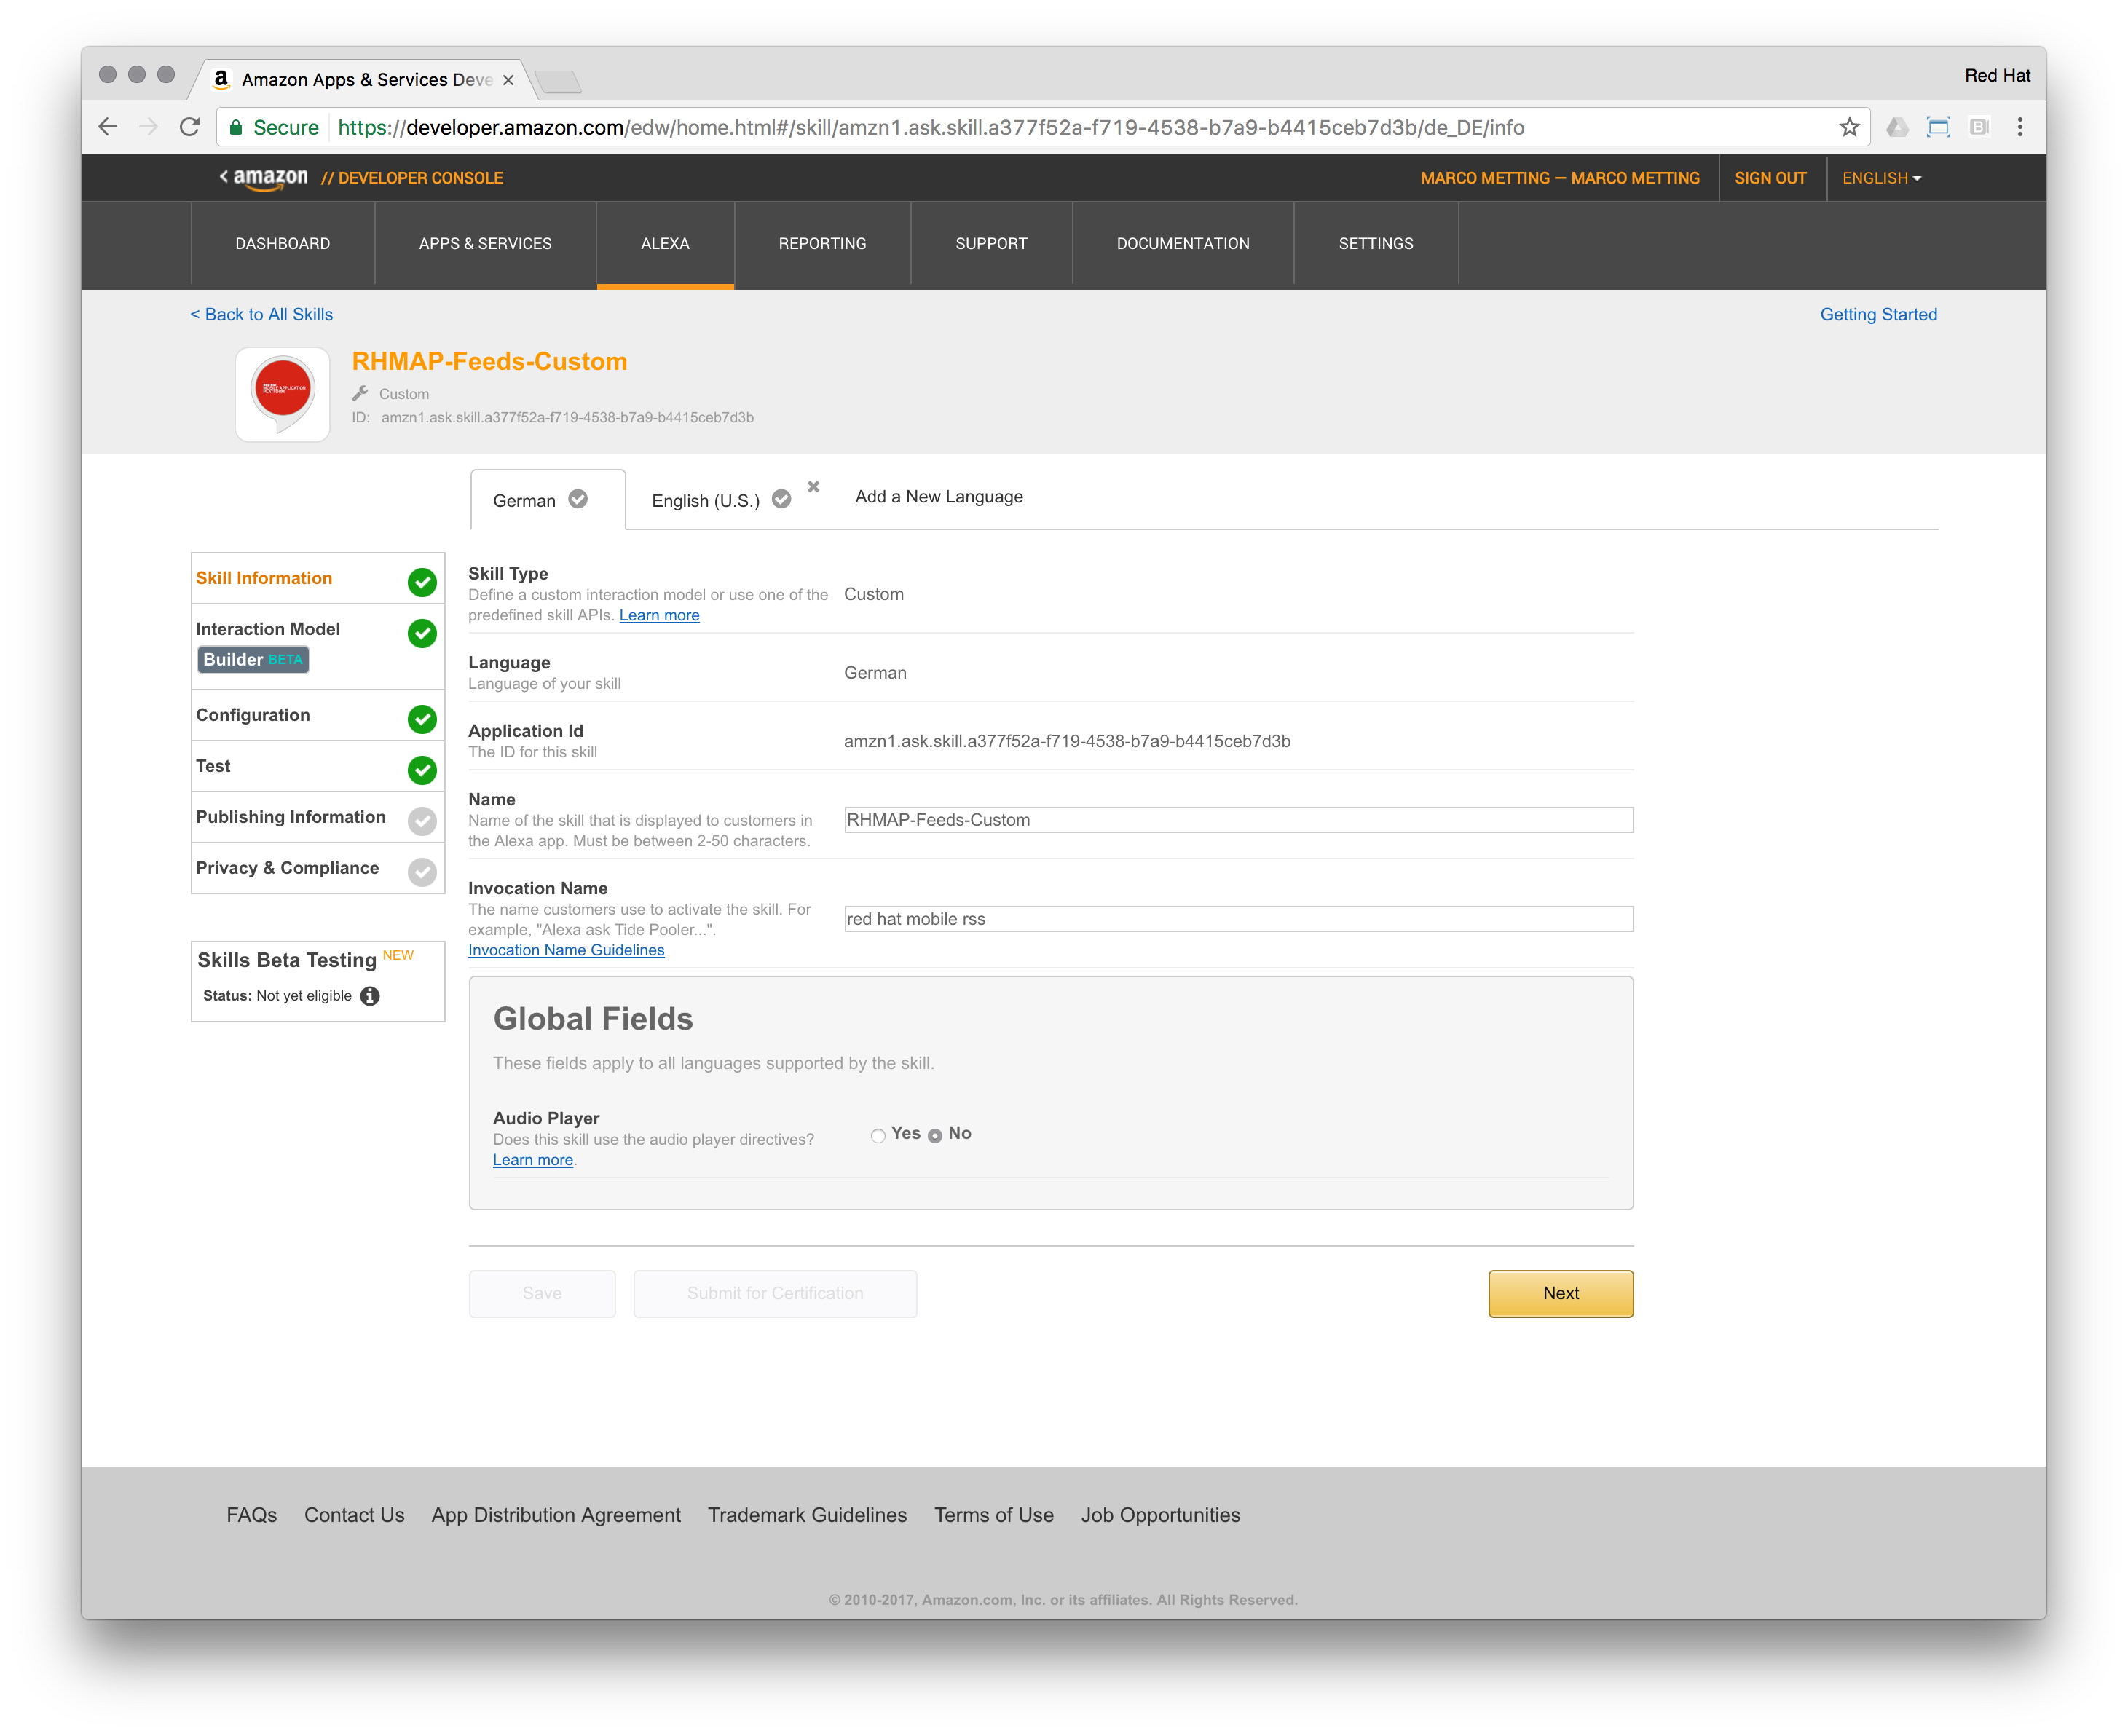 Amazon Apps & Services Deve
Red Hat
Secure https://developer.amazon.com/edw/home.html#/skill/amzn1.ask.skill.a377f52a-f719-4538-b7a9-b4415ceb7d3b/de_DE/info
< amazon // DEVELOPER CONSOLE
MARCO METTING — MARCO METTING SIGN OUT ENGLISH
DASHBOARD APPS & SERVICES ALEXA REPORTING SUPPORT DOCUMENTATION SETTINGS
< Back to All Skills
Getting Started
MOBILE APPLICATION
PLATFORM
RHMAP-Feeds-Custom
Custom
ID: amzn1.ask.skill.a377f52a-f719-4538-b7a9-b4415ceb7d3b
German English (U.S.) Add a New Language
Skill Information
Interaction Model
Builder BETA
Configuration
Test
Publishing Information
Privacy & Compliance
Skills Beta Testing NEW
Status: Not yet eligible
Skill Type
Define a custom interaction model or use one of the
predefined skill APIs. Learn more
Custom
Language
Language of your skill
German
Application Id
The ID for this skill
amzn1.ask.skill.a377f52a-f719-4538-b7a9-b4415ceb7d3b
Name
Name of the skill that is displayed to customers in
the Alexa app. Must be between 2-50 characters.
RHMAP-Feeds-Custom
Invocation Name
The name customers use to activate the skill. For
example, "Alexa ask Tide Pooler...".
Invocation Name Guidelines
red hat mobile rss
Global Fields
These fields apply to all languages supported by the skill.
Audio Player
Does this skill use the audio player directives?
Learn more.
Yes No
Save Submit for Certification Next
FAQs Contact Us App Distribution Agreement Trademark Guidelines Terms of Use Job Opportunities
© 2010-2017, Amazon.com, Inc. or its affiliates. All Rights Reserved.